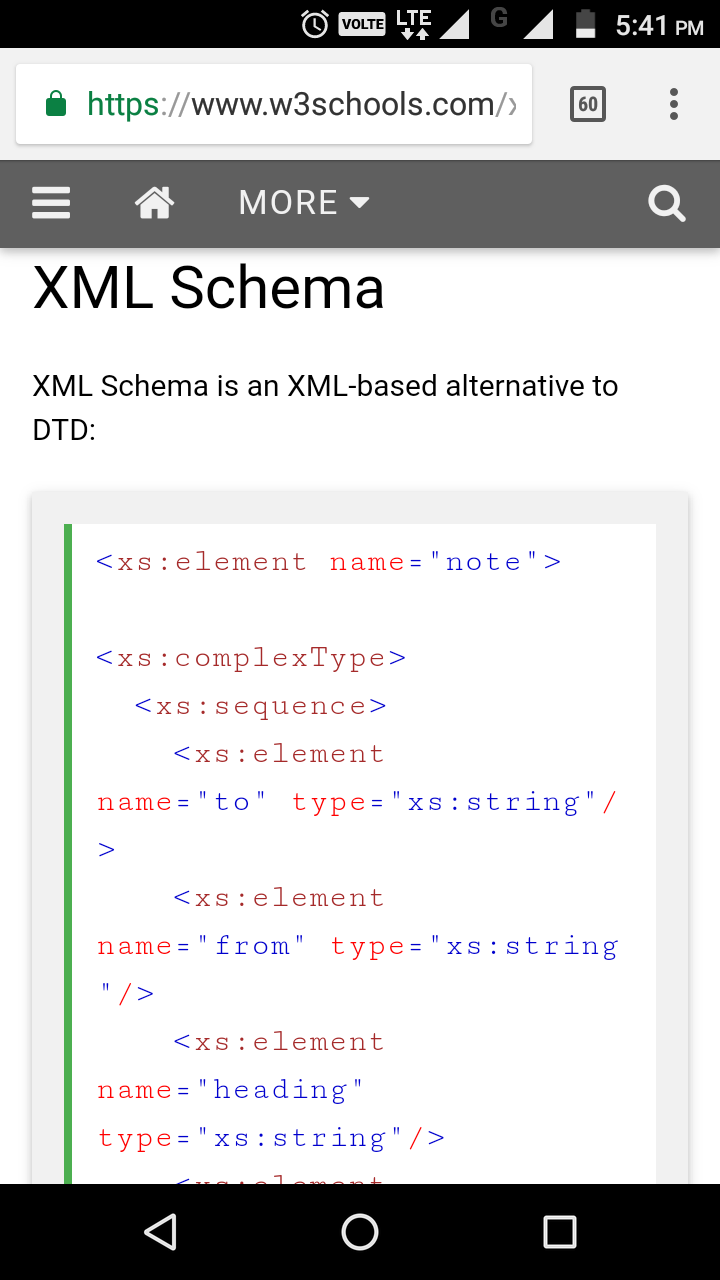 VOLTE LTE G 5:41 PM
https://www.w3schools.com/ 60
MORE
XML Schema
XML Schema is an XML-based alternative to
DTD:
<xs:element name="note">
<xs:complexType>
<xs:sequence>
<xs:element
name="to" type="xs:string"/
>
<xs:element
name="from" type="xs:string
"/>
<xs:element
name="heading"
type="xs:string"/>
<xs:element